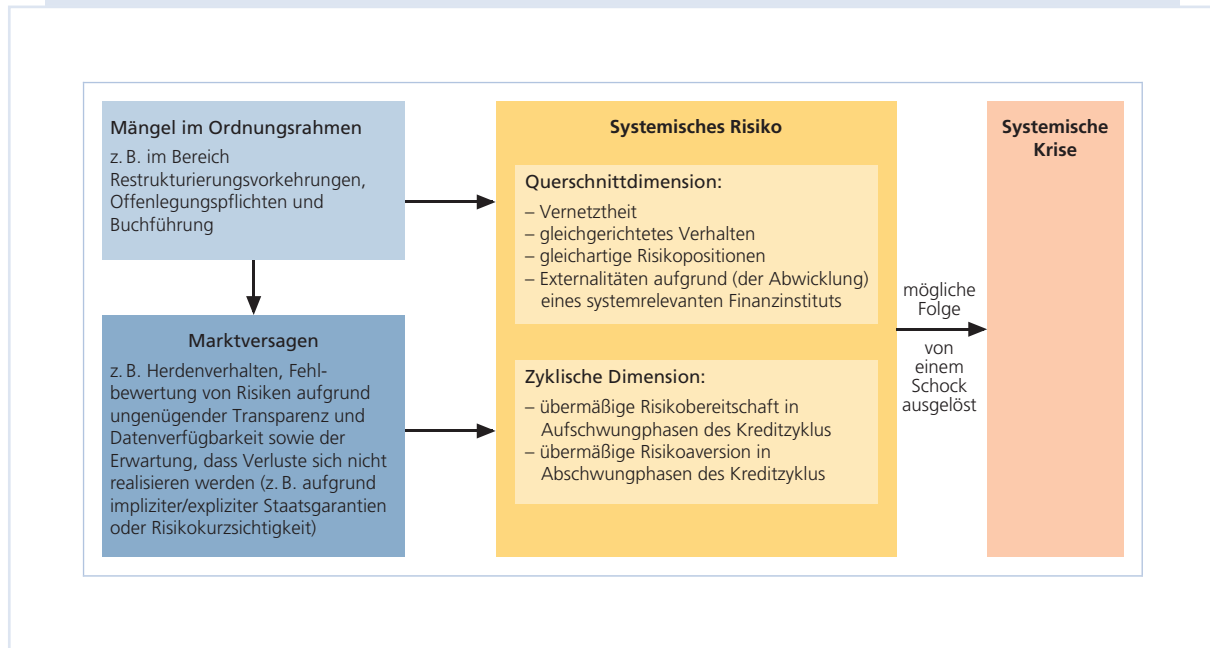 Mängel im Ordnungsrahmen
z. B. im Bereich
Restrukturierungsvorkehrungen,
Offenlegungspflichten und
Buchführung
Marktversagen
z. B. Herdenverhalten, Fehl-
bewertung von Risiken aufgrund
ungenügender Transparenz und
Datenverfügbarkeit sowie der
Erwartung, dass Verluste sich nicht
realisieren werden (z. B. aufgrund
impliziter/expliziter Staatsgarantien
oder Risikokurzsichtigkeit)
Systemisches Risiko
Querschnittdimension:
– Vernetztheit
– gleichgerichtetes Verhalten
– gleichartige Risikopositionen
– Externalitäten aufgrund (der Abwicklung)
eines systemrelevanten Finanzinstituts
Zyklische Dimension:
– übermäßige Risikobereitschaft in
Aufschwungphasen des Kreditzyklus
– übermäßige Risikoaversion in
Abschwungphasen des Kreditzyklus
mögliche
Folge
von
einem
Schock
ausgelöst
Systemische
Krise